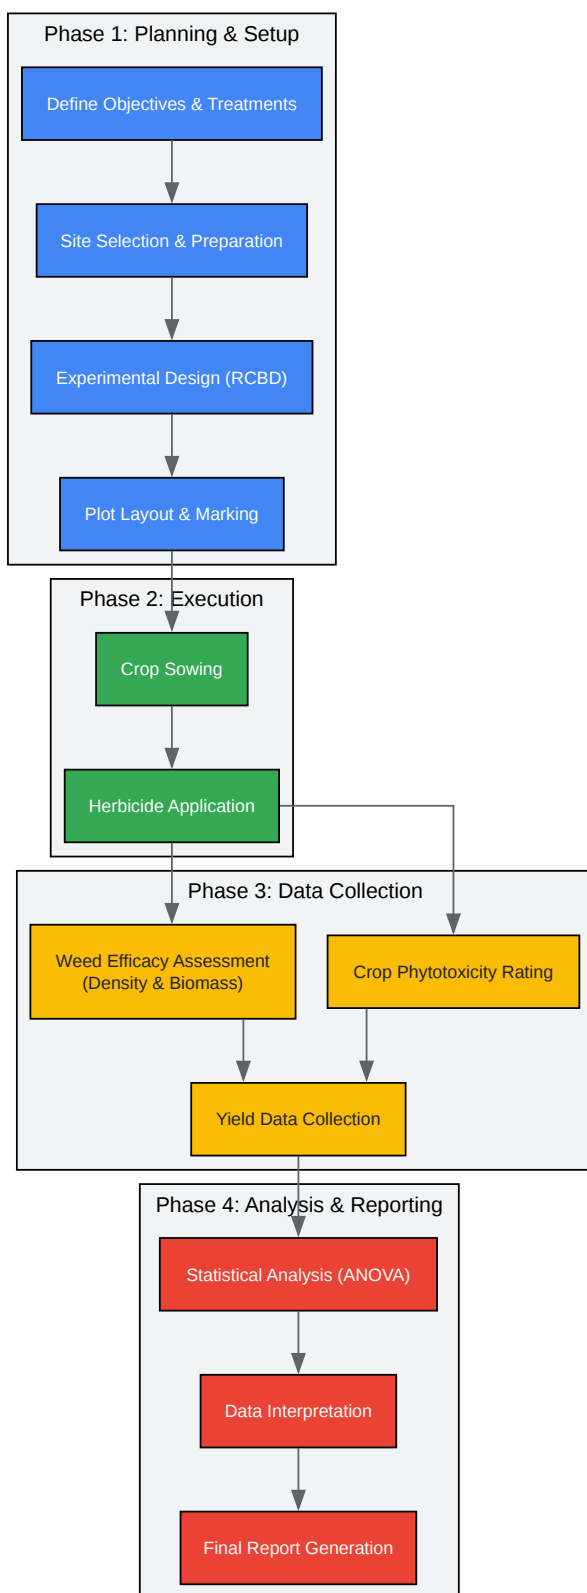 Phase 1: Planning & Setup
Define Objectives & Treatments
Site Selection & Preparation
Experimental Design (RCBD)
Plot Layout & Marking
Phase 2: Execution
Crop Sowing
Herbicide Application
Phase 3: Data Collection
Weed Efficacy Assessment
(Density & Biomass)
Crop Phytotoxicity Rating
Yield Data Collection
Phase 4: Analysis & Reporting
Statistical Analysis (ANOVA)
Data Interpretation
Final Report Generation